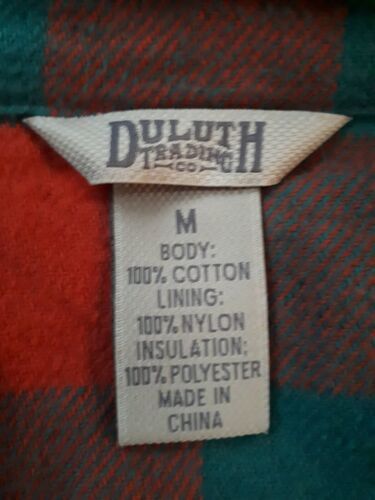 DULUTH
TRADING
CO
M
BODY:
100% COTTON
LINING:
100% NYLON
INSULATION:
100% POLYESTER
MADE IN
CHINA